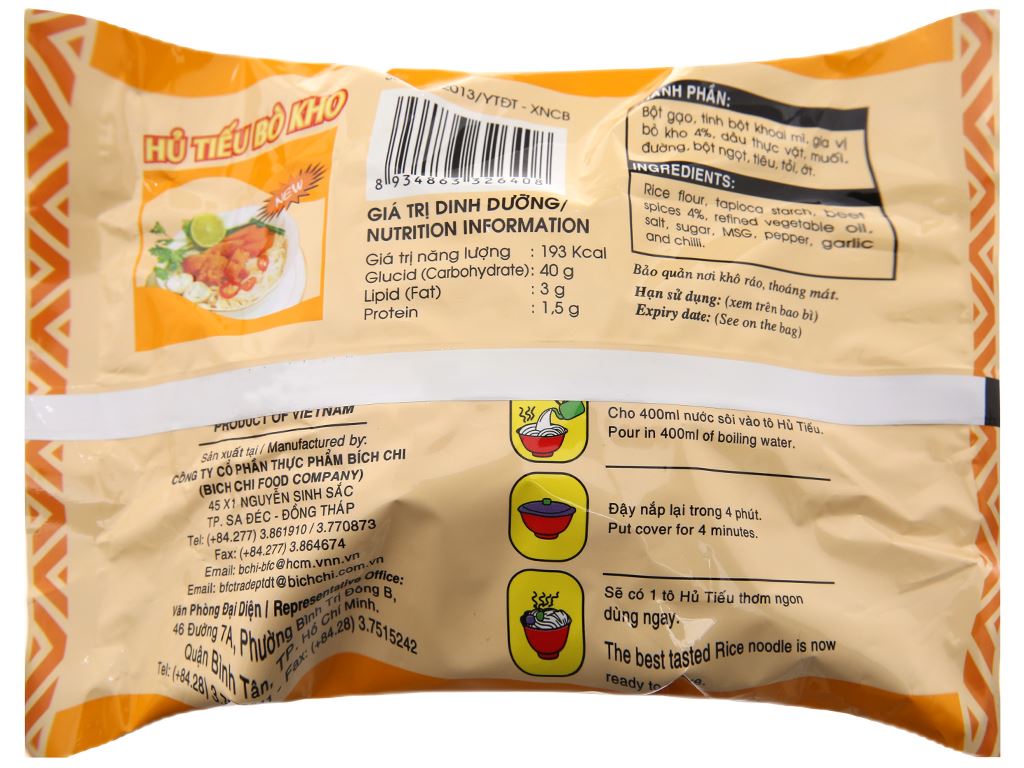 HỦ TIẾU BÒ KHO
NEW
2013/YTĐT - XNCB
8 934863 326408
GIÁ TRỊ DINH DƯỠNG/
NUTRITION INFORMATION
Giá trị năng lượng : 193 Kcal
Glucid (Carbohydrate): 40 g
Lipid (Fat) : 3 g
Protein : 1,5 g
PHẦN:
Bột gạo, tinh bột khoai mì, gia vị
bò kho 4%, dầu thực vật, muối,
đường, bột ngọt, tiêu, tỏi, ớt.
INGREDIENTS:
Rice flour, tapioca starch, beef
spices 4%, refined vegetable oil,
salt, sugar, MSG, pepper, garlic
and chilli.
Bảo quản nơi khô ráo, thoáng mát.
Hạn sử dụng: (xem trên bao bì)
Expiry date: (See on the bag)
PRODUCT OF VIETNAM
Sản xuất tại / Manufactured by:
CÔNG TY CỔ PHẦN THỰC PHẨM BÍCH CHI
(BICH CHI FOOD COMPANY)
45 X1 NGUYỄN SINH SẮC
TP. SA ĐÉC - ĐỒNG THÁP
Tel: (+84.277) 3.861910 / 3.770873
Fax: (+84.277) 3.864674
Email: bchi-bfc@hcm.vnn.vn
Email: bfctradeptdt@bichchi.com.vn
Văn Phòng Đại Diện / Representative Office:
46 Đường 7A, Phường Bình Trị Đông B,
Quận Bình Tân, TP. Hồ Chí Minh.
Tel: (+84.28) - Fax: (+84.28) 3.7515242
Cho 400ml nước sôi vào tô Hủ Tiếu.
Pour in 400ml of boiling water.
Đậy nắp lại trong 4 phút.
Put cover for 4 minutes.
Sẽ có 1 tô Hủ Tiếu thơm ngon
dùng ngay.
The best tasted Rice noodle is now
ready to